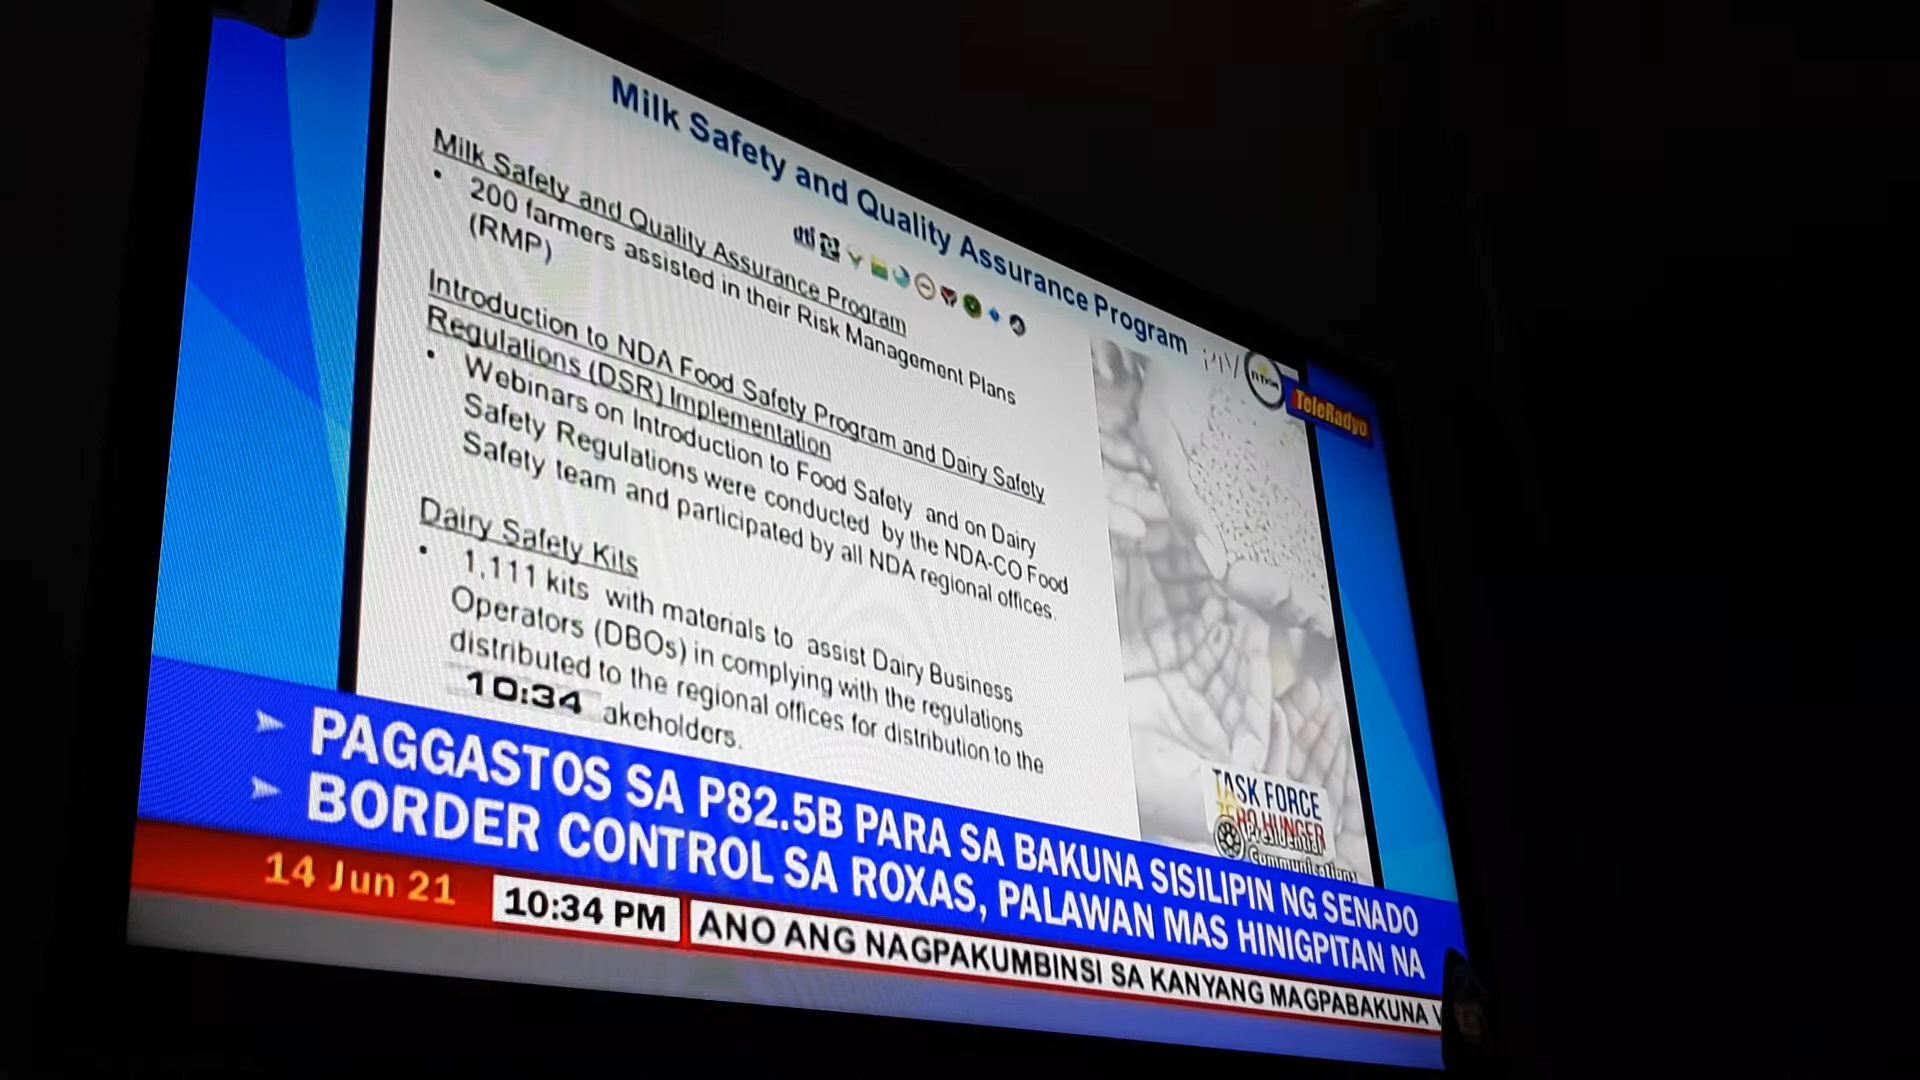 Milk Safety and Quality Assurance Program
dti
Milk Safety and Quality Assurance Program
• 200 farmers assisted in their Risk Management Plans
(RMP)
Introduction to NDA Food Safety Program and Dairy Safety
Regulations (DSR) Implementation
• Webinars on Introduction to Food Safety and on Dairy
Safety Regulations were conducted by the NDA-CO Food
Safety team and participated by all NDA regional offices.
Dairy Safety Kits
• 1,111 kits with materials to assist Dairy Business
Operators (DBOs) in complying with the regulations
distributed to the regional offices for distribution to the
akeholders.
10:34
TeleRadyo
TASK FORCE
ZERO HUNGER
Presidential
Communications
PAGGASTOS SA P82.5B PARA SA BAKUNA SISILIPIN NG SENADO
BORDER CONTROL SA ROXAS, PALAWAN MAS HINIGPITAN NA
14 Jun 21
10:34 PM
ANO ANG NAGPAKUMBINSI SA KANYANG MAGPABAKUNA